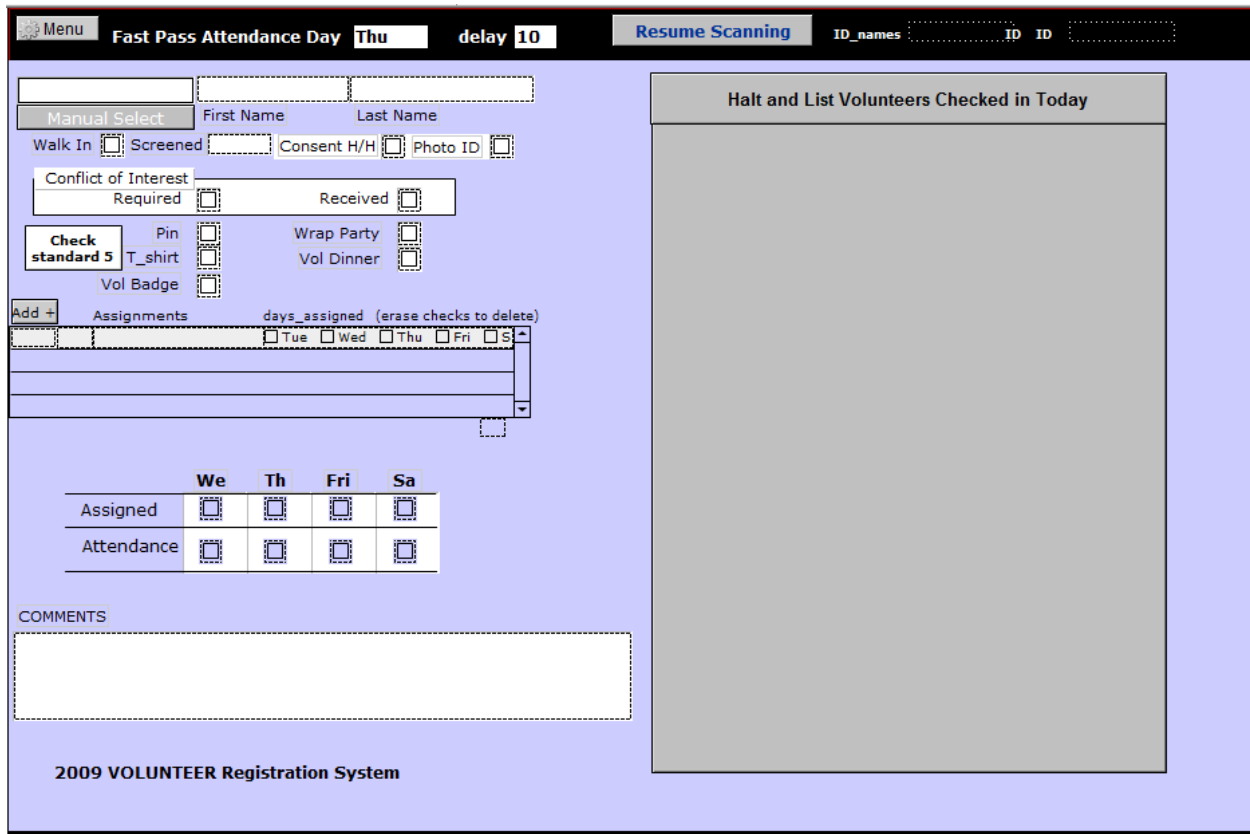 Menu Fast Pass Attendance Day Thu delay 10 Resume Scanning ID_names ID ID
Halt and List Volunteers Checked in Today
Manual Select First Name Last Name
Walk In Screened Consent H/H Photo ID
Conflict of Interest
Required Received
Check standard 5
Pin Wrap Party
T_shirt Vol Dinner
Vol Badge
Add + Assignments days_assigned (erase checks to delete)
Tue Wed Thu Fri S
We Th Fri Sa
Assigned
Attendance
COMMENTS
2009 VOLUNTEER Registration System